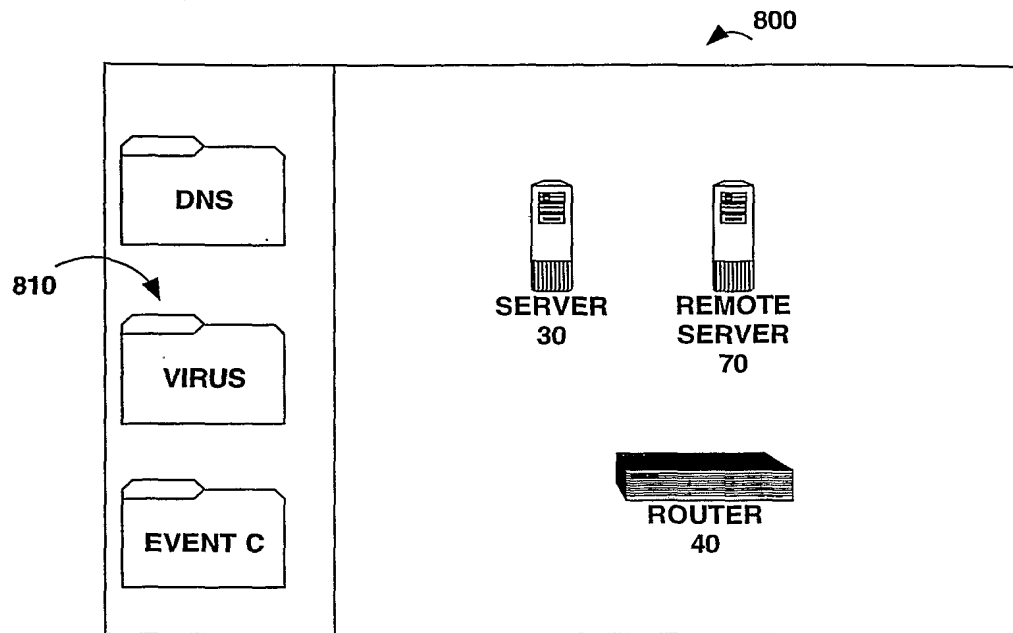 800
DNS
810
VIRUS
EVENT C
SERVER
30
REMOTE
SERVER
70
ROUTER
40